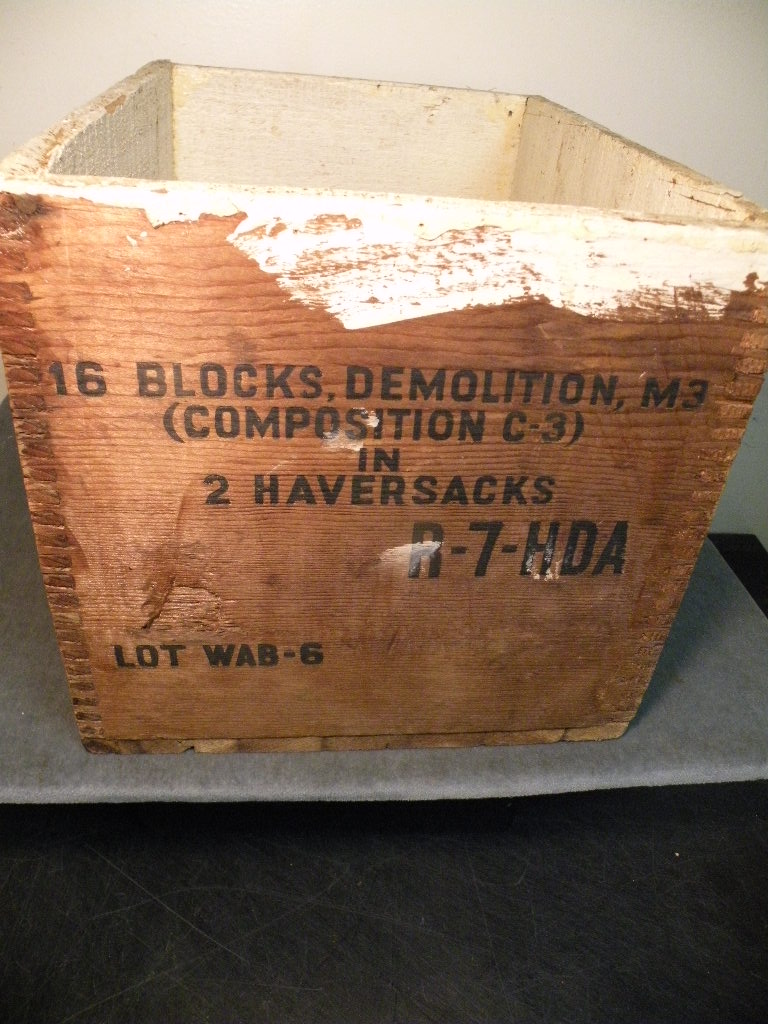 16 BLOCKS, DEMOLITION, M3
(COMPOSITION C-3)
IN
2 HAVERSACKS
R-7-HDA
LOT WAB-6